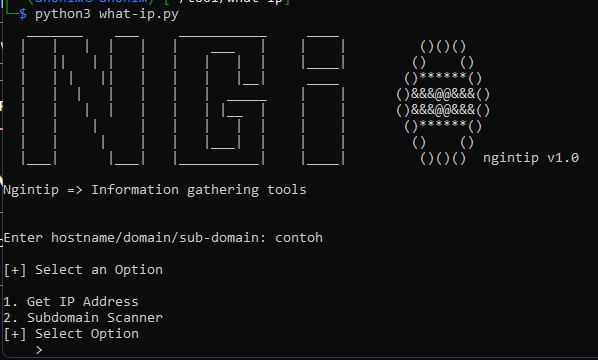 $ python3 what-ip.py
ngintip v1.0
Ngintip => Information gathering tools
Enter hostname/domain/sub-domain: contoh
[+] Select an Option
1. Get IP Address
2. Subdomain Scanner
[+] Select Option
>